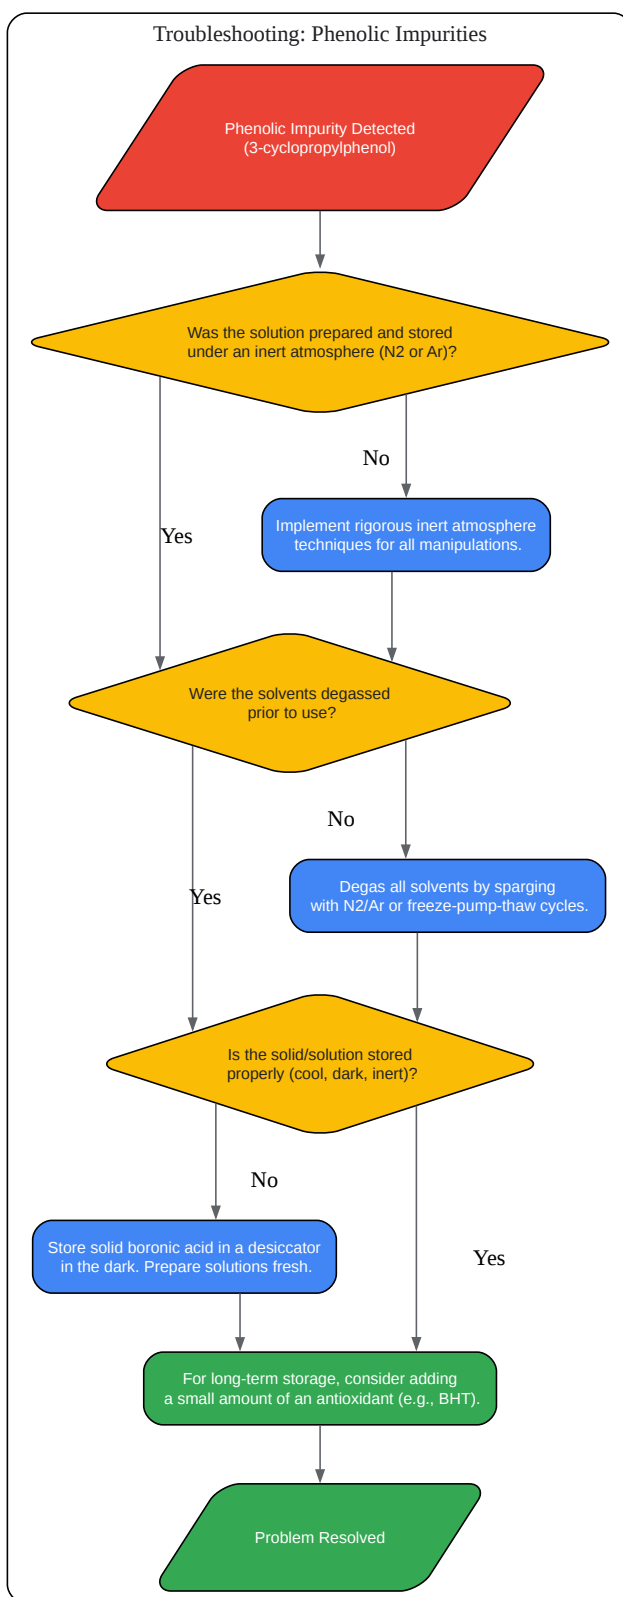 Troubleshooting: Phenolic Impurities
Phenolic Impurity Detected
(3-cyclopropylphenol)
Was the solution prepared and stored
under an inert atmosphere (N2 or Ar)?
No
Implement rigorous inert atmosphere
techniques for all manipulations.
Yes
Were the solvents degassed
prior to use?
No
Degas all solvents by sparging
with N2/Ar or freeze-pump-thaw cycles.
Yes
Is the solid/solution stored
properly (cool, dark, inert)?
No
Store solid boronic acid in a desiccator
in the dark. Prepare solutions fresh.
Yes
For long-term storage, consider adding
a small amount of an antioxidant (e.g., BHT).
Problem Resolved